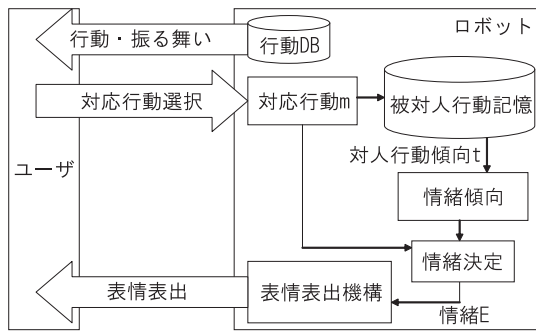 ロボット
行動・振る舞い
行動DB
対応行動選択
対応行動m
被対人行動記憶
対人行動傾向t
ユーザ
情緒傾向
情緒決定
表情表出
表情表出機構
情緒E